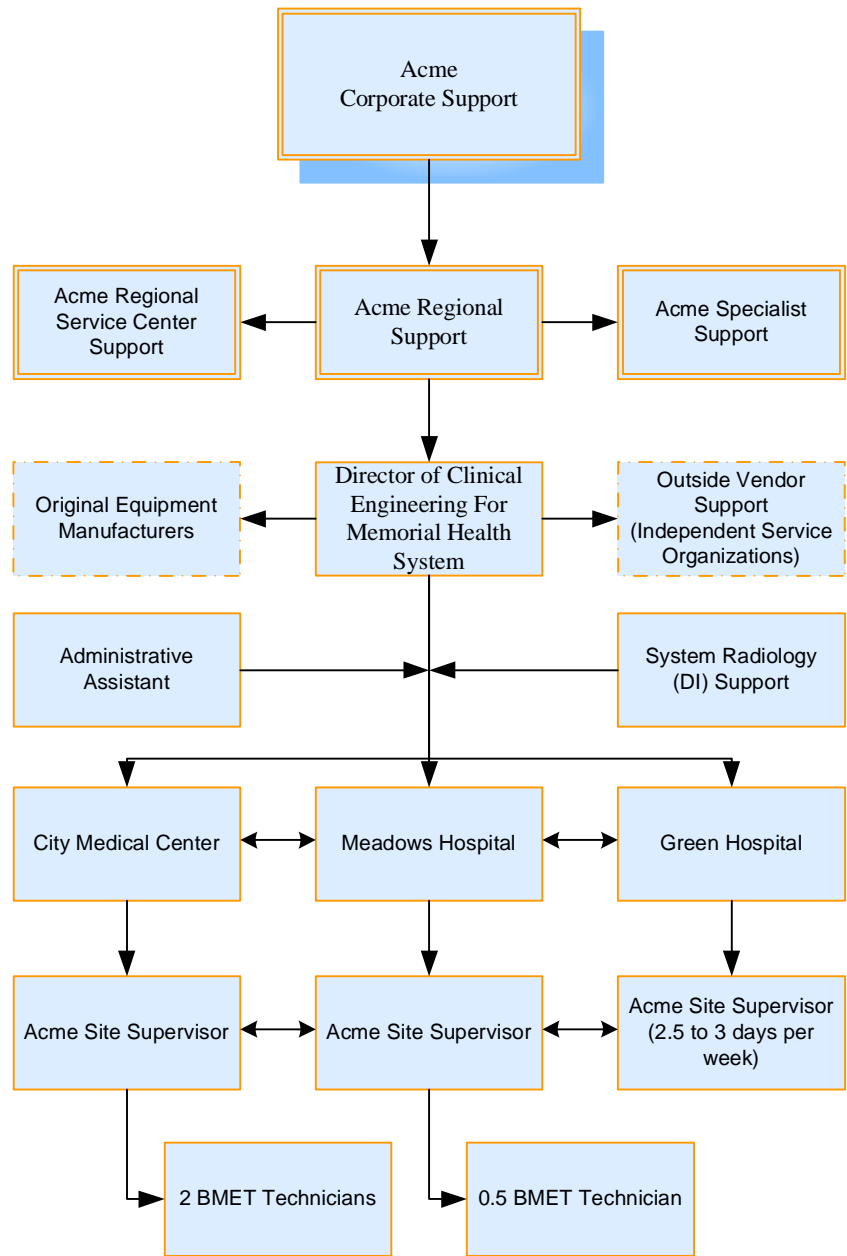 Acme
Corporate Support
Acme Regional
Service Center
Support
Acme Regional
Support
Acme Specialist
Support
Original Equipment
Manufacturers
Director of Clinical
Engineering For
Memorial Health
System
Outside Vendor
Support
(Independent Service
Organizations)
Administrative
Assistant
System Radiology
(DI) Support
City Medical Center
Meadows Hospital
Green Hospital
Acme Site Supervisor
Acme Site Supervisor
Acme Site Supervisor
(2.5 to 3 days per
week)
2 BMET Technicians
0.5 BMET Technician